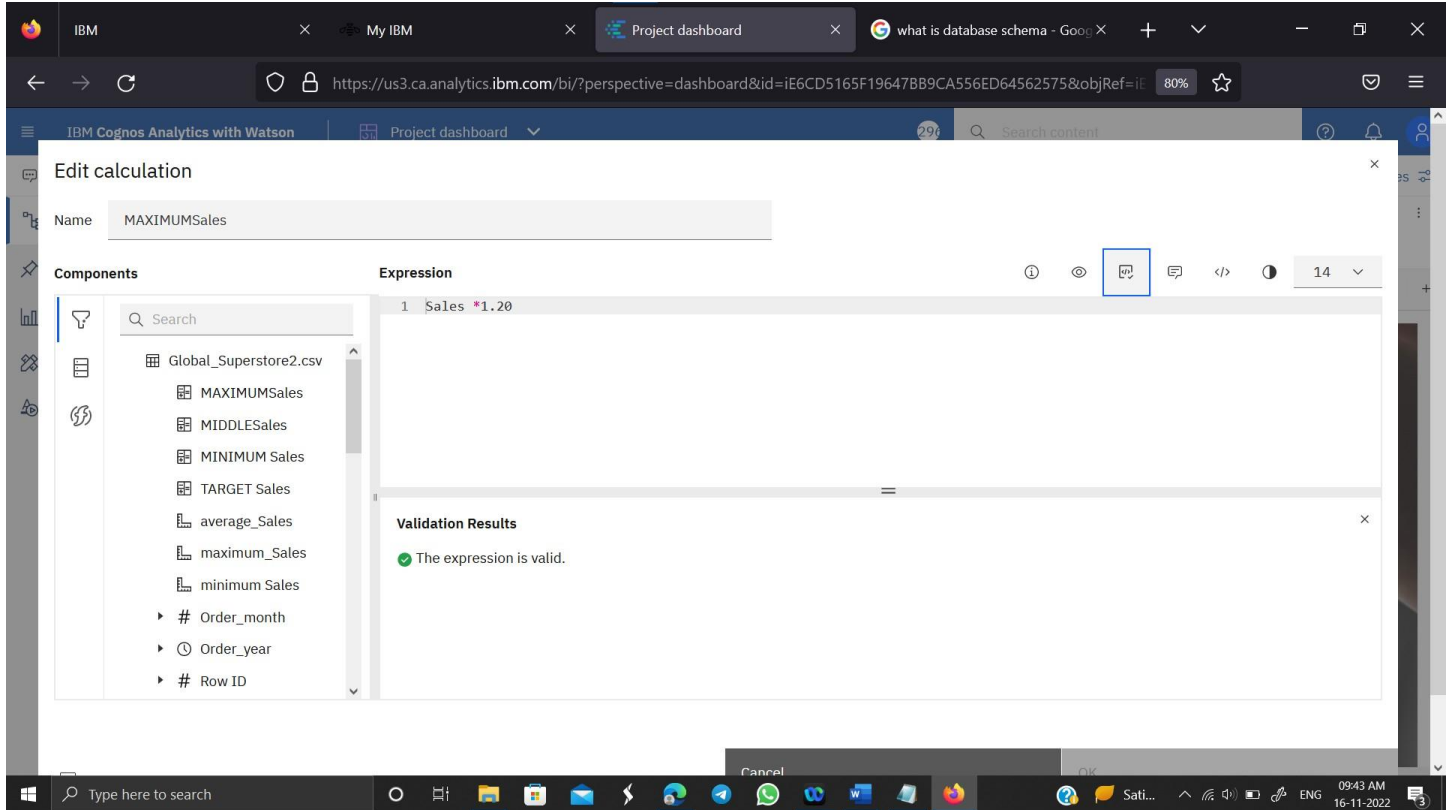 IBM
My IBM
Project dashboard
what is database schema - Goog
https://us3.ca.analytics.ibm.com/bi/?perspective=dashboard&id=iE6CD5165F19647BB9CA556ED64562575&objRef=iE
80%
IBM Cognos Analytics with Watson
Project dashboard
Search content
Edit calculation
Name MAXIMUMSales
Components
Expression
14
Search
1 Sales *1.20
Global_Superstore2.csv
MAXIMUMSales
MIDDLESales
MINIMUM Sales
TARGET Sales
average_Sales
maximum_Sales
minimum Sales
Order_month
Order_year
Row ID
Validation Results
The expression is valid.
Cancel
OK
Type here to search
Sati...
ENG
09:43 AM
16-11-2022
3